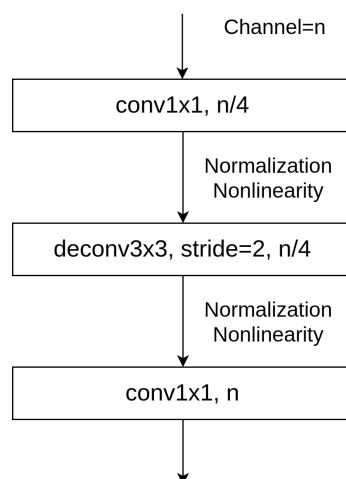 Channel=n
conv1x1, n/4
Normalization
Nonlinearity
deconv3x3, stride=2, n/4
Normalization
Nonlinearity
conv1x1, n